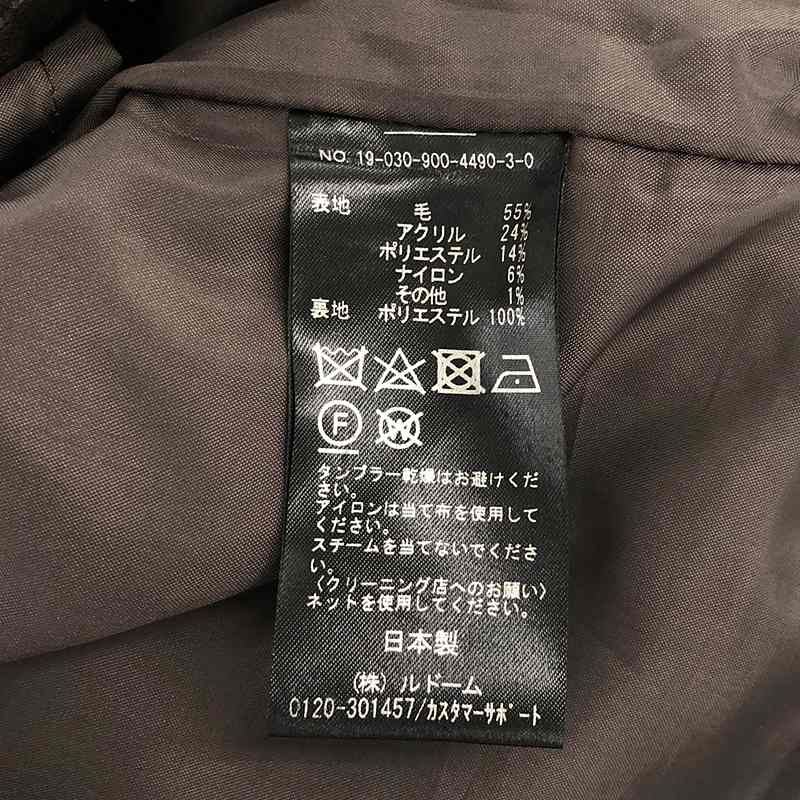 NO. 19-030-900-4490-3-0
表地 毛 55%
アクリル 24%
ポリエステル 14%
ナイロン 6%
その他 1%
裏地 ポリエステル 100%
F W
タンブラー乾燥はお避けくだ
さい。
アイロンは当て布を使用して
ください。
スチームを当てないでくださ
い。
〈クリーニング店へのお願い〉
ネットを使用してください。
日本製
(株) ルドーム
0120-301457/カスタマーサポート